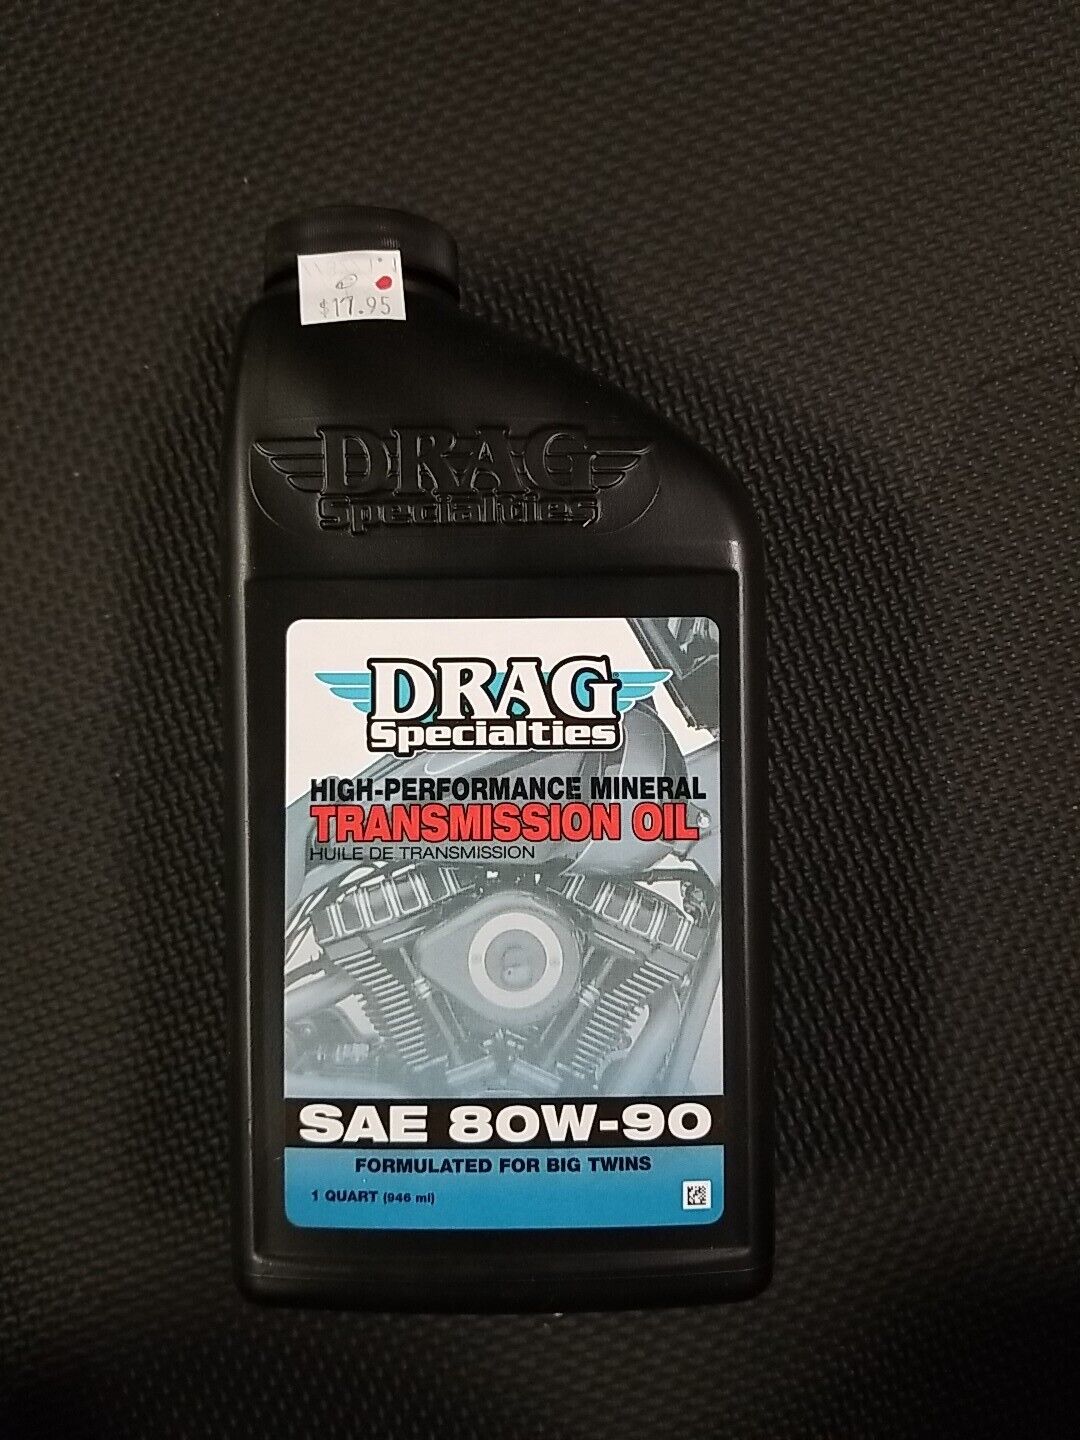 $17.95
DRAG
Specialties
DRAG
Specialties
HIGH-PERFORMANCE MINERAL
TRANSMISSION OIL
HUILE DE TRANSMISSION
SAE 80W-90
FORMULATED FOR BIG TWINS
1 QUART (946 ml)